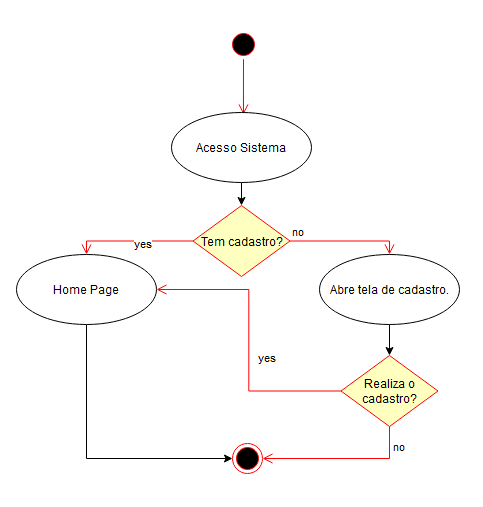 Acesso Sistema
Tem cadastro?
yes
no
Home Page
Abre tela de cadastro.
yes
Realiza o
cadastro?
no